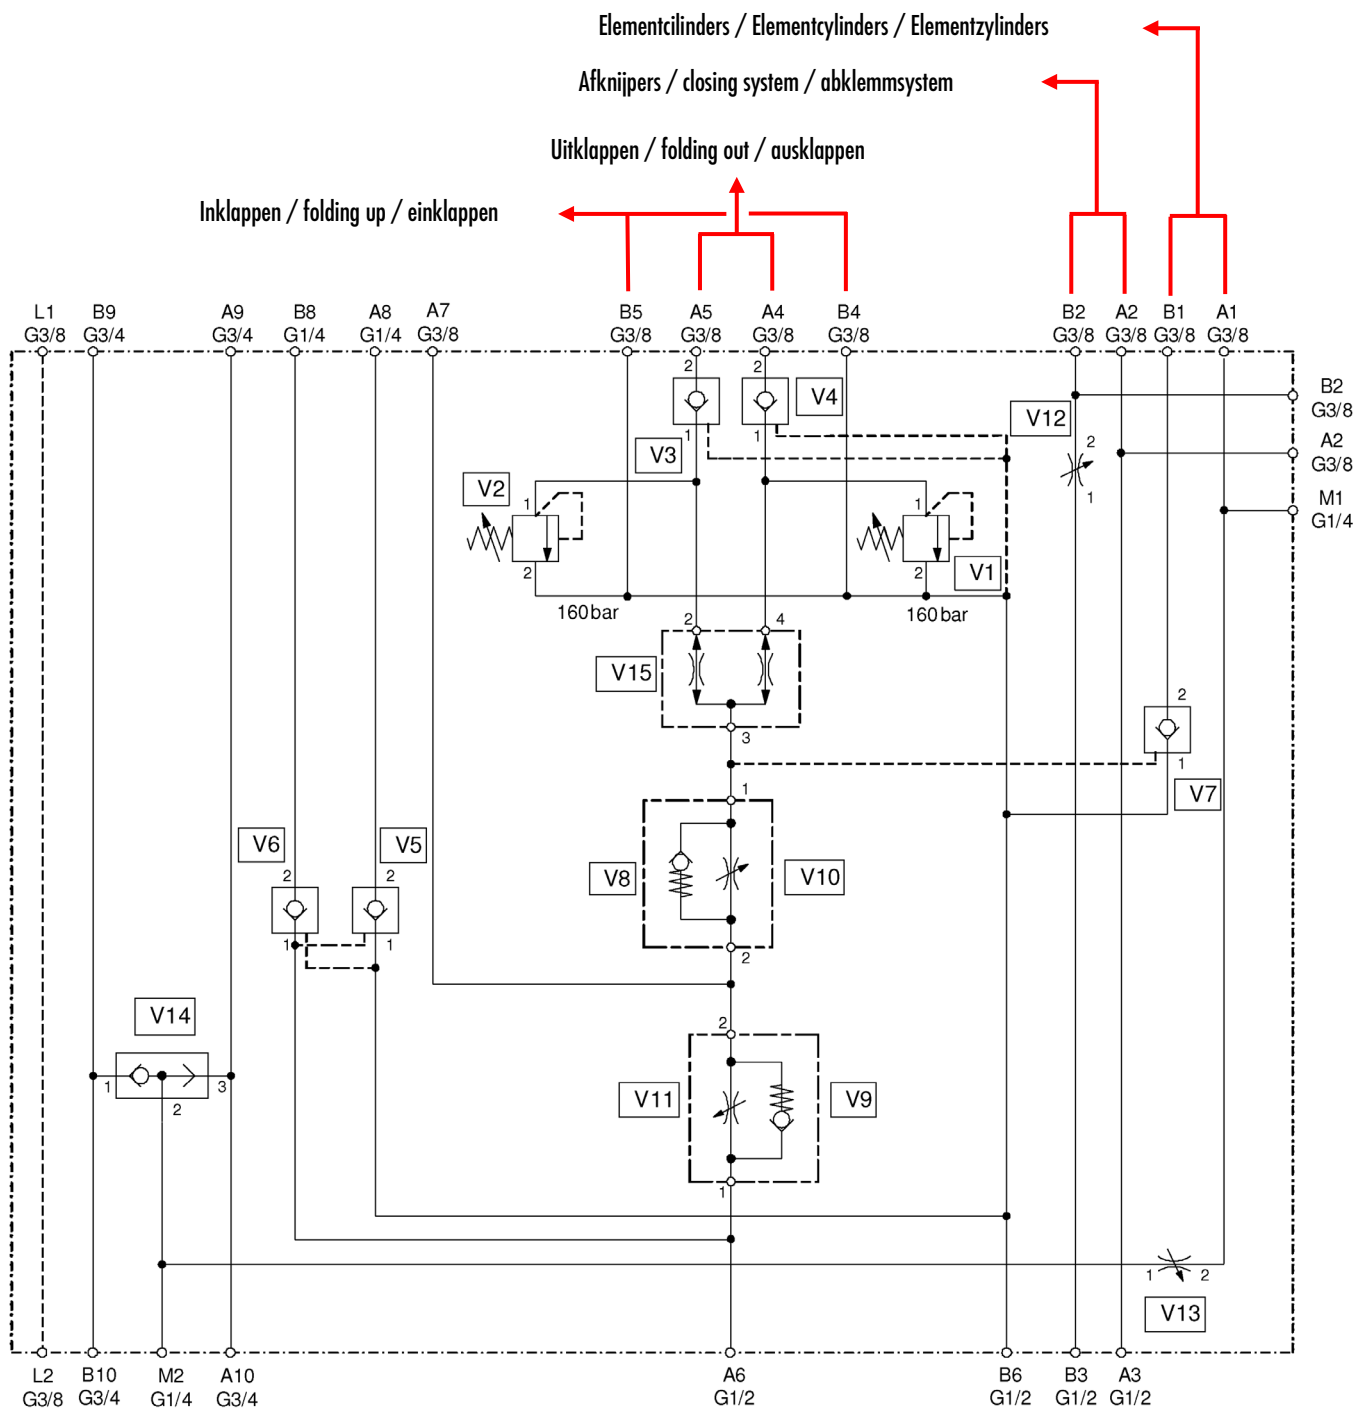 Elementcilinders / Elementcylinders / Elementzylinders
Afknijpers / closing system / abklemmsystem
Uitklappen / folding out / ausklappen
Inklappen / folding up / einklappen
L1 B9 A9 B8 A8 A7 B5 A5 A4 B4 B2 A2 B1 A1
G3/8 G3/4 G3/4 G1/4 G1/4 G3/8 G3/8 G3/8 G3/8 G3/8 G3/8 G3/8 G3/8 G3/8
2 2
B2
G3/8
V4
V12
1 1
A2
G3/8
2
V3
V2
1 1
1
M1
G1/4
2 2
V1
160bar 160bar
2 4
V15
2
3
1
V7
1
V6 V5
V8 V10
2 2
1 1
2
V14
2
1 3
2
V11 V9
1
1 2
V13
L2 B10 M2 A10 A6 B6 B3 A3
G3/8 G3/4 G1/4 G3/4 G1/2 G1/2 G1/2 G1/2